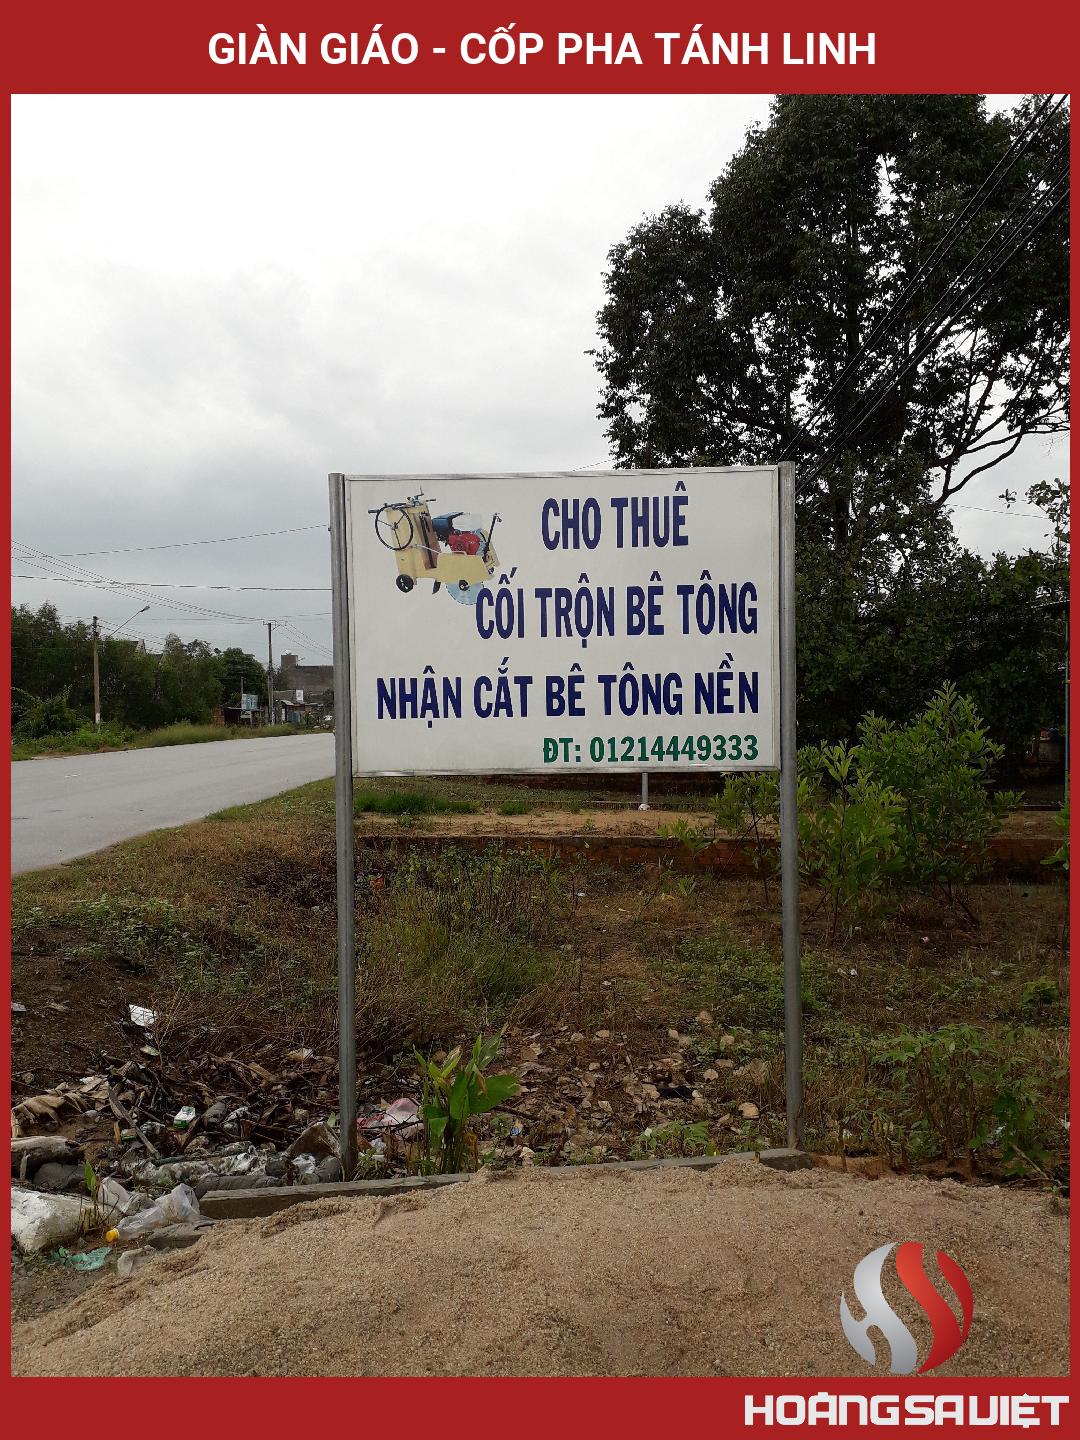 GIÀN GIÁO - CỐP PHA TÁNH LINH
CHO THUÊ
CỐI TRỘN BÊ TÔNG
NHẬN CẮT BÊ TÔNG NỀN
ĐT: 01214449333
HOÀNGSAVIỆT